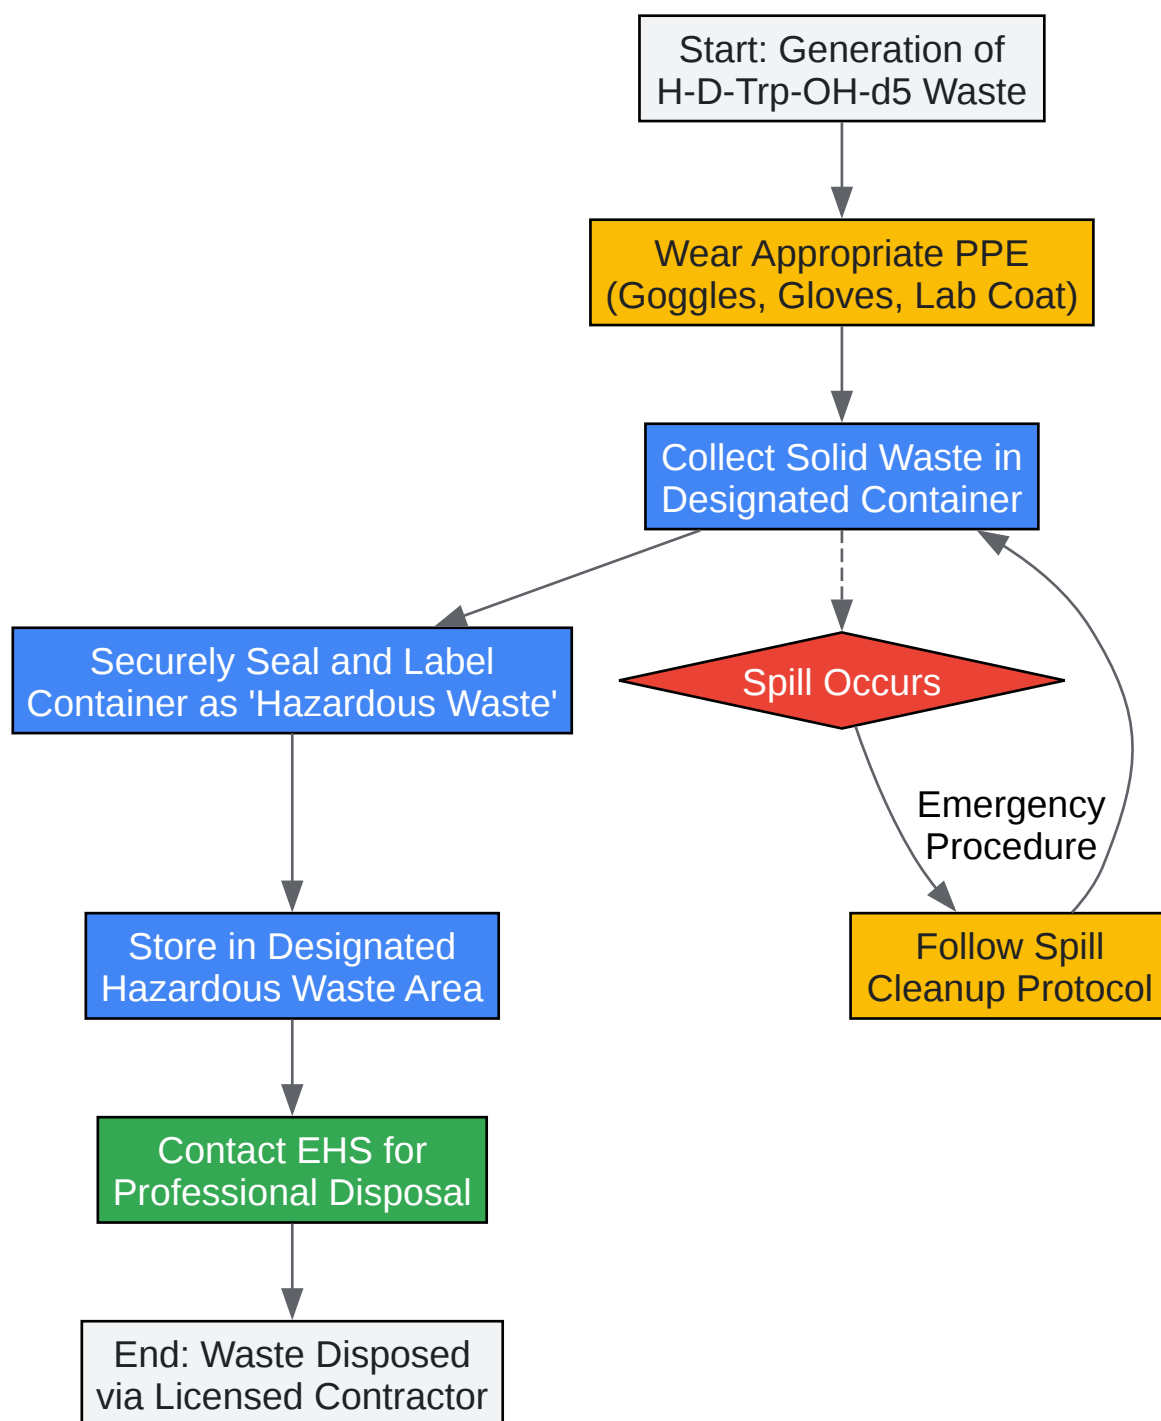 Start: Generation of
H-D-Trp-OH-d5 Waste
Wear Appropriate PPE
(Goggles, Gloves, Lab Coat)
Collect Solid Waste in
Designated Container
Securely Seal and Label
Container as 'Hazardous Waste'
Spill Occurs
Emergency
Procedure
Store in Designated
Hazardous Waste Area
Follow Spill
Cleanup Protocol
Contact EHS for
Professional Disposal
End: Waste Disposed
via Licensed Contractor